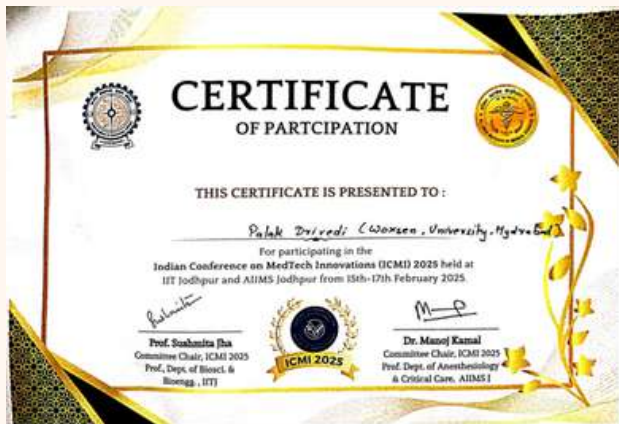 CERTIFICATE
OF PARTCIPATION
THIS CERTIFICATE IS PRESENTED TO :
Palak Drivedi (Woxsen, University, Hyderabad)
For participating in the
Indian Conference on MedTech Innovations (ICMI) 2025 held at
IIT Jodhpur and AIIMS Jodhpur from 15th-17th February 2025.
Prof. Sushmita Jha
Committee Chair, ICMI 2025
Prof., Dept. of Biosci. &
Bioengg. , IITJ
ICMI 2025
Dr. Manoj Kamal
Committee Chair, ICMI 2025
Prof. Dept. of Anesthesiology
& Critical Care, AIIMS J